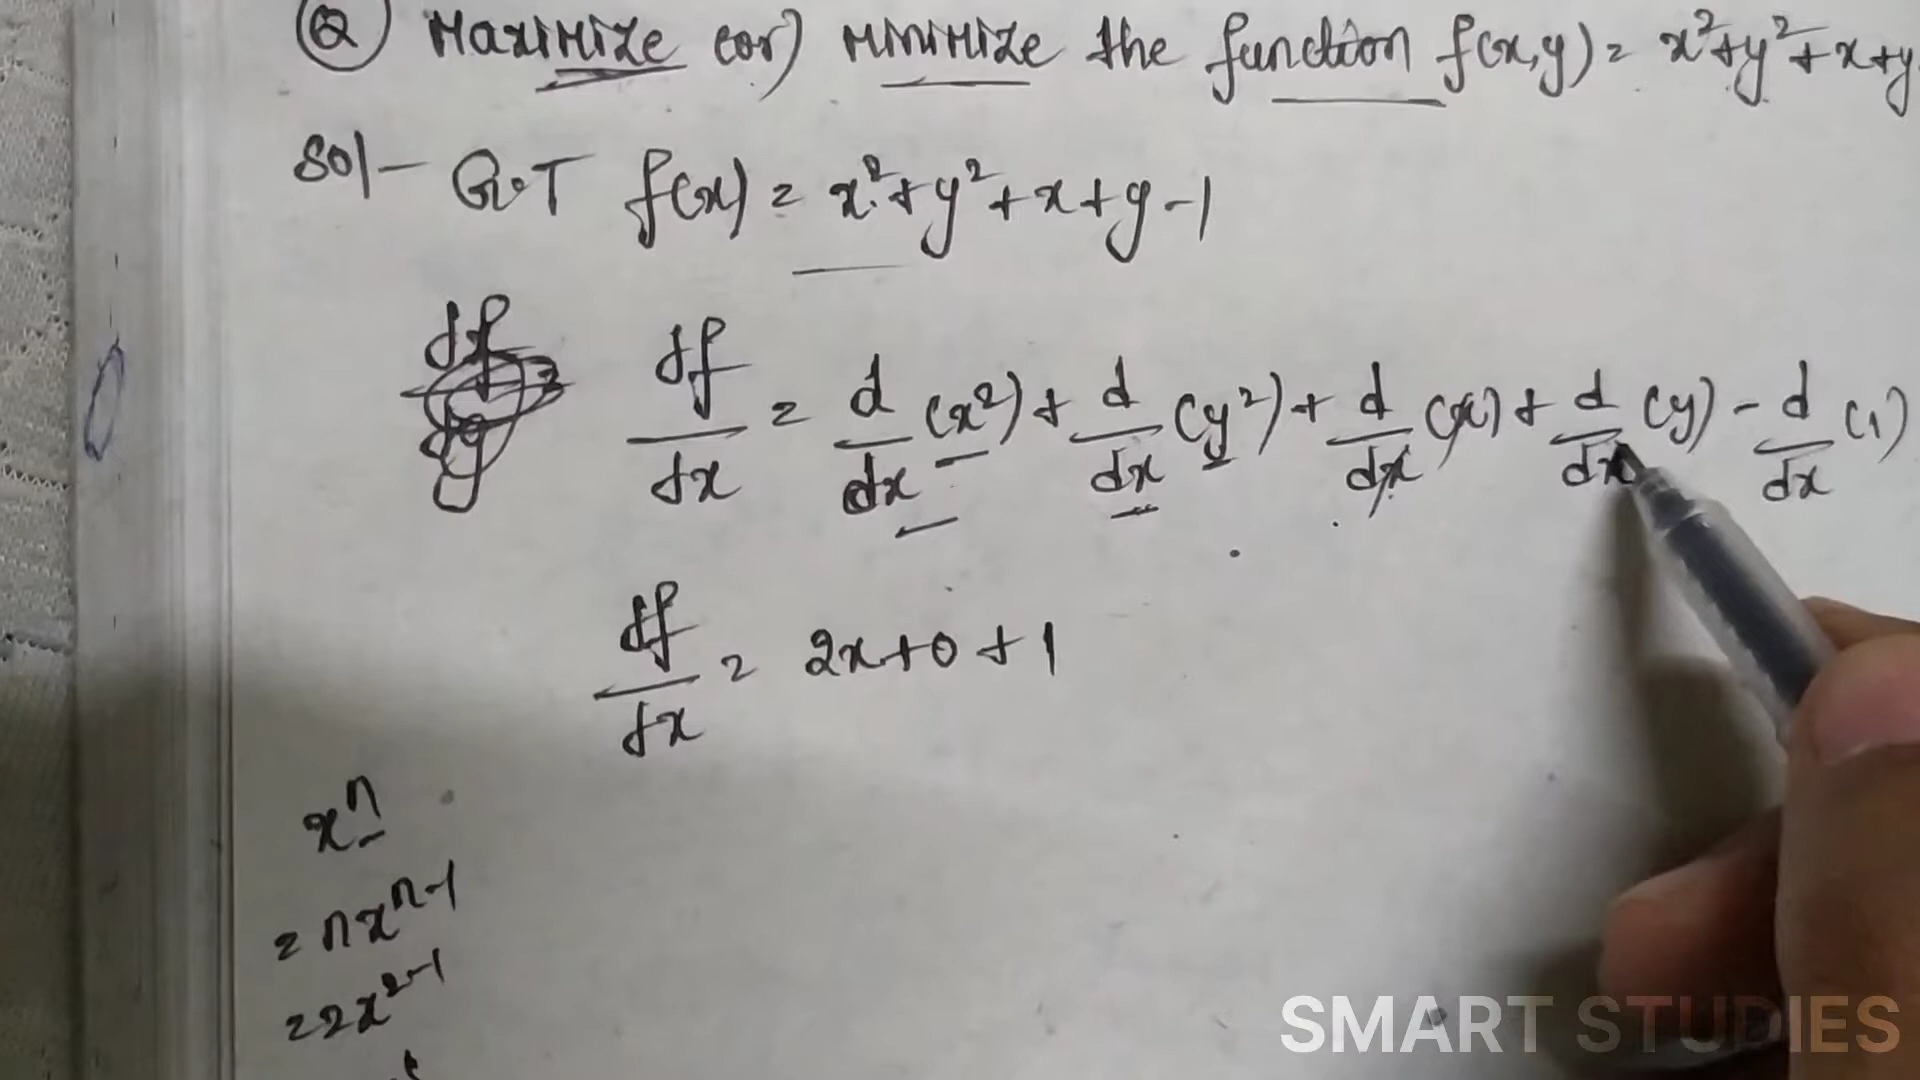 Q Maximize (or) minimize the function f(x,y) = x²+y²+x+y
Sol- G.T f(x) = x²+y²+x+y-1
df/dx = d/dx (x²) + d/dx (y²) + d/dx (x) + d/dx (y) - d/dx (1)
df/dx = 2x+0+1
xⁿ
= nxⁿ⁻¹
= 2x²⁻¹
SMART STUDIES